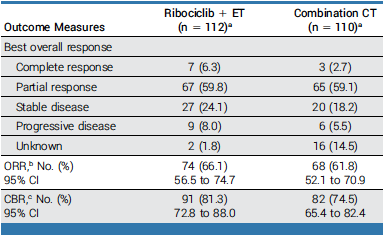 Outcome Measures Ribociclib + ET (n = 112)ᵃ Combination CT (n = 110)ᵃ
Best overall response
Complete response 7 (6.3) 3 (2.7)
Partial response 67 (59.8) 65 (59.1)
Stable disease 27 (24.1) 20 (18.2)
Progressive disease 9 (8.0) 6 (5.5)
Unknown 2 (1.8) 16 (14.5)
ORR,ᵇ No. (%) 74 (66.1) 68 (61.8)
95% CI 56.5 to 74.7 52.1 to 70.9
CBR,ᶜ No. (%) 91 (81.3) 82 (74.5)
95% CI 72.8 to 88.0 65.4 to 82.4